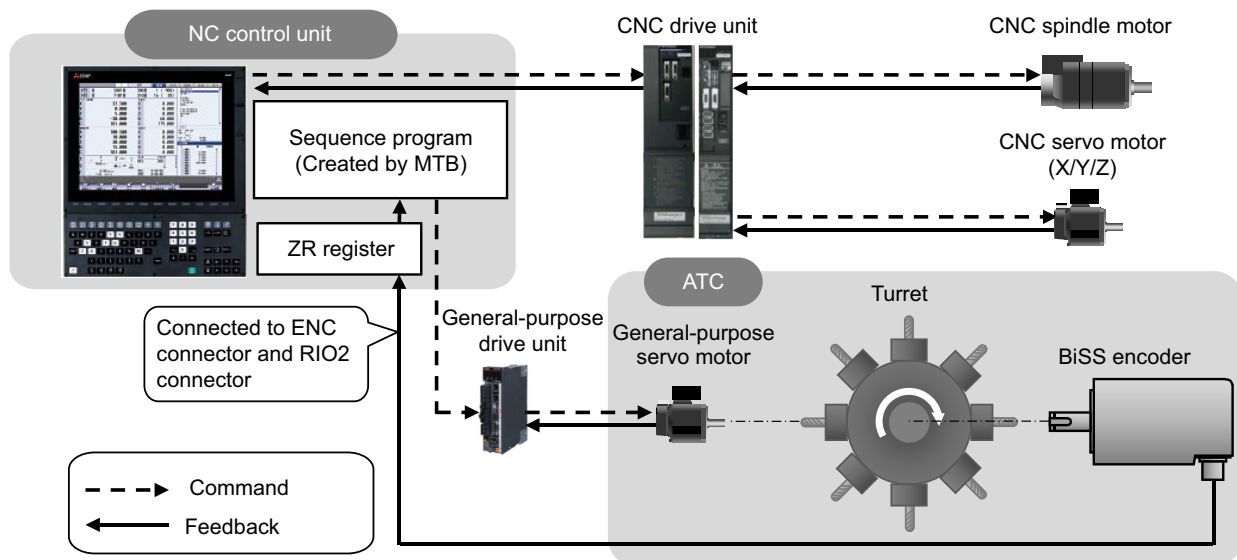 NC control unit
CNC drive unit
CNC spindle motor
Sequence program
(Created by MTB)
CNC servo motor
(X/Y/Z)
ZR register
ATC
Turret
Connected to ENC
connector and RIO2
connector
General-purpose
drive unit
General-purpose
servo motor
BiSS encoder
Command
Feedback